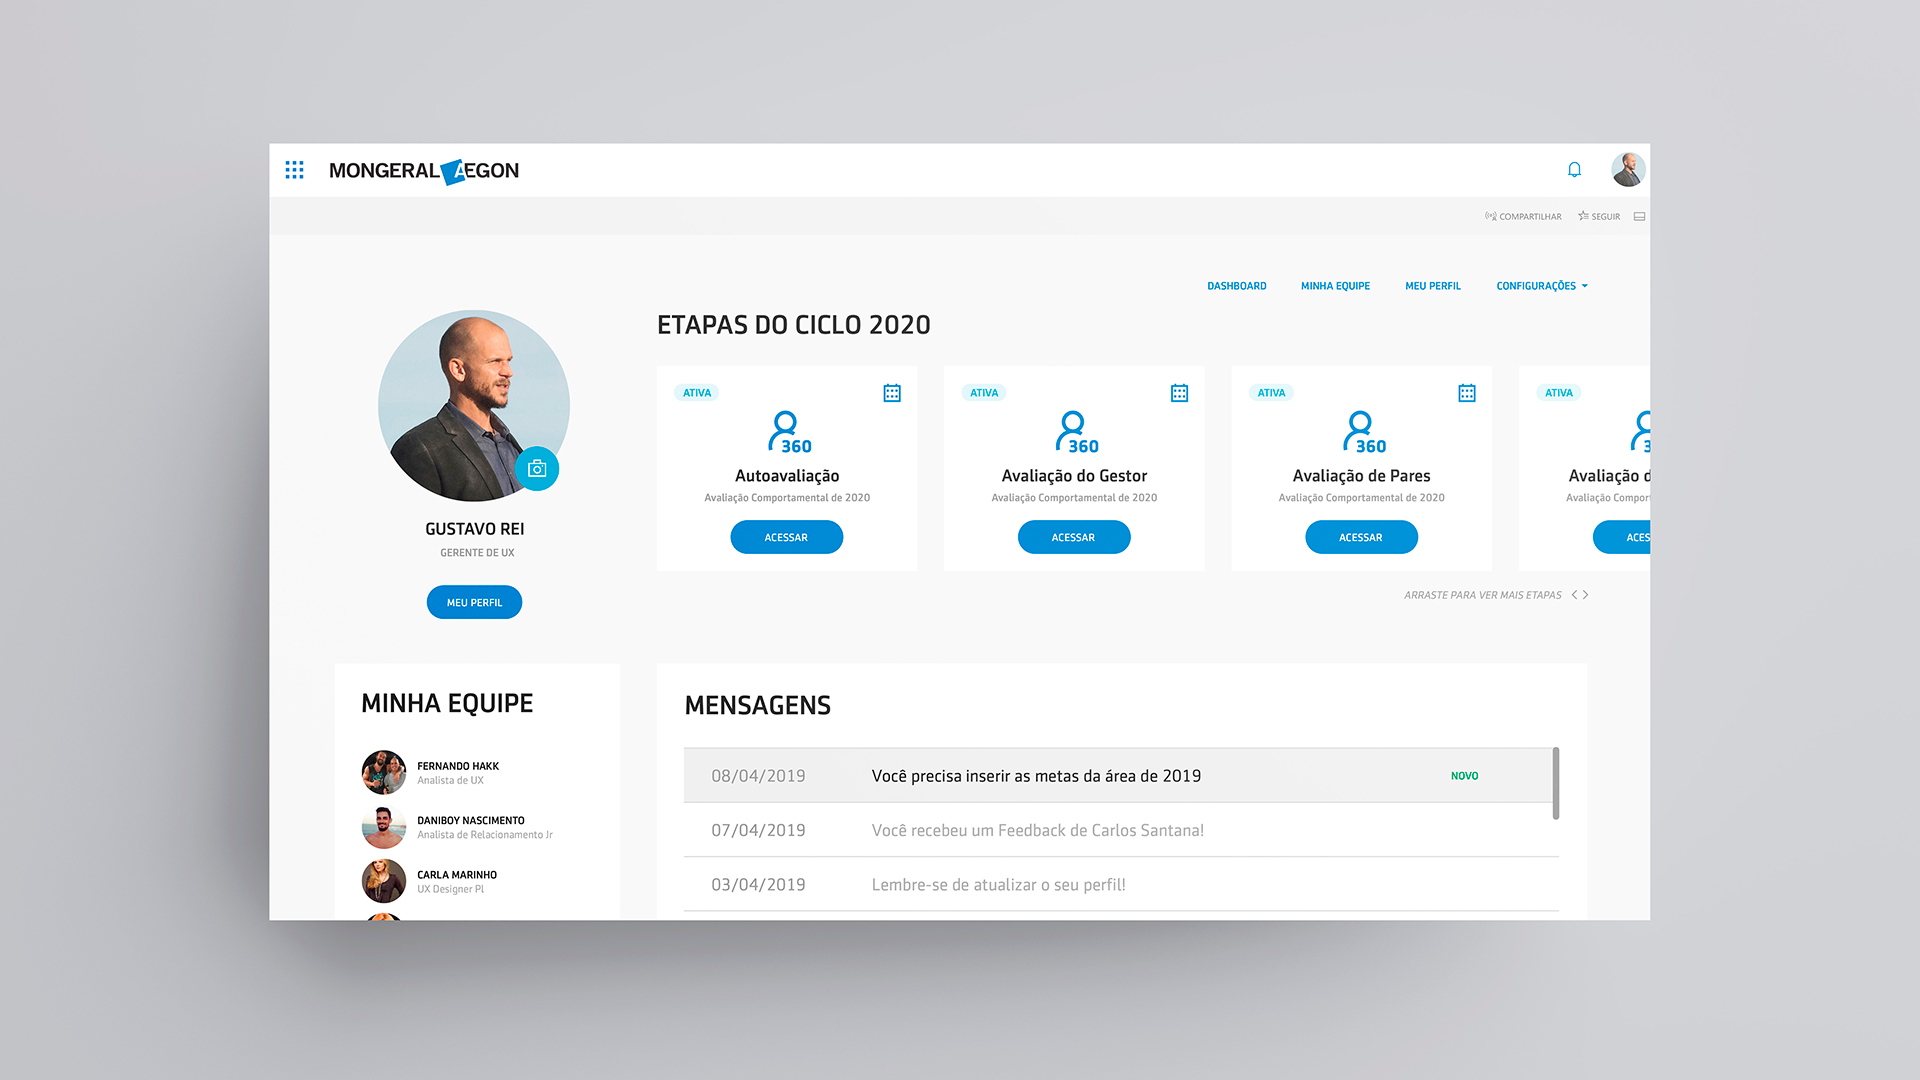 MONGERAL AEGON
COMPARTILHAR SEGUIR
DASHBOARD MINHA EQUIPE MEU PERFIL CONFIGURAÇÕES
GUSTAVO REI
GERENTE DE UX
MEU PERFIL
ETAPAS DO CICLO 2020
ATIVA
360
Autoavaliação
Avaliação Comportamental de 2020
ACESSAR
ATIVA
360
Avaliação do Gestor
Avaliação Comportamental de 2020
ACESSAR
ATIVA
360
Avaliação de Pares
Avaliação Comportamental de 2020
ACESSAR
ATIVA
3
Avaliação d
Avaliação Compor
ACES
ARRASTE PARA VER MAIS ETAPAS
MINHA EQUIPE
FERNANDO HAKK
Analista de UX
DANIBOY NASCIMENTO
Analista de Relacionamento Jr
CARLA MARINHO
UX Designer Pl
MENSAGENS
08/04/2019 Você precisa inserir as metas da área de 2019 NOVO
07/04/2019 Você recebeu um Feedback de Carlos Santana!
03/04/2019 Lembre-se de atualizar o seu perfil!